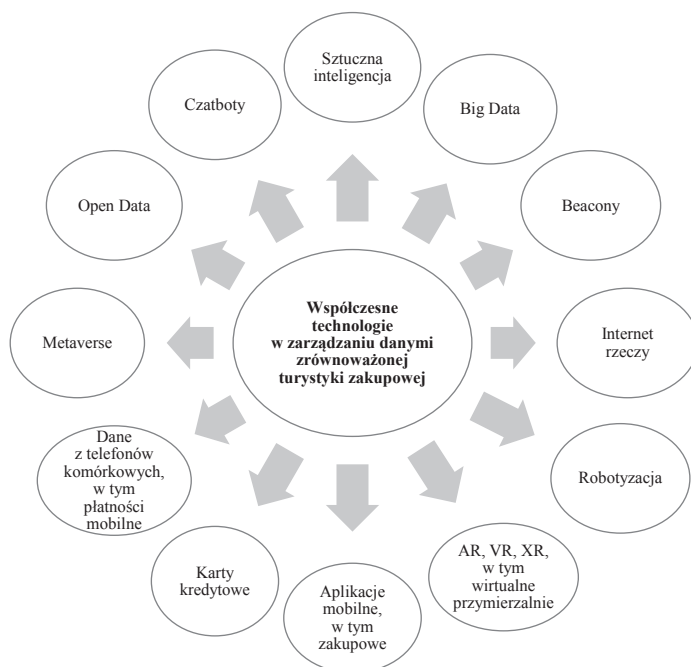 Sztuczna
inteligencja
Big Data
Beacony
Internet
rzeczy
Robotyzacja
AR, VR, XR,
w tym
wirtualne
przymierzalnie
Aplikacje
mobilne,
w tym
zakupowe
Karty
kredytowe
Dane
z telefonów
komórkowych,
w tym
płatności
mobilne
Metaverse
Open Data
Czatboty
Współczesne
technologie
w zarządzaniu danymi
zrównoważonej
turystyki zakupowej